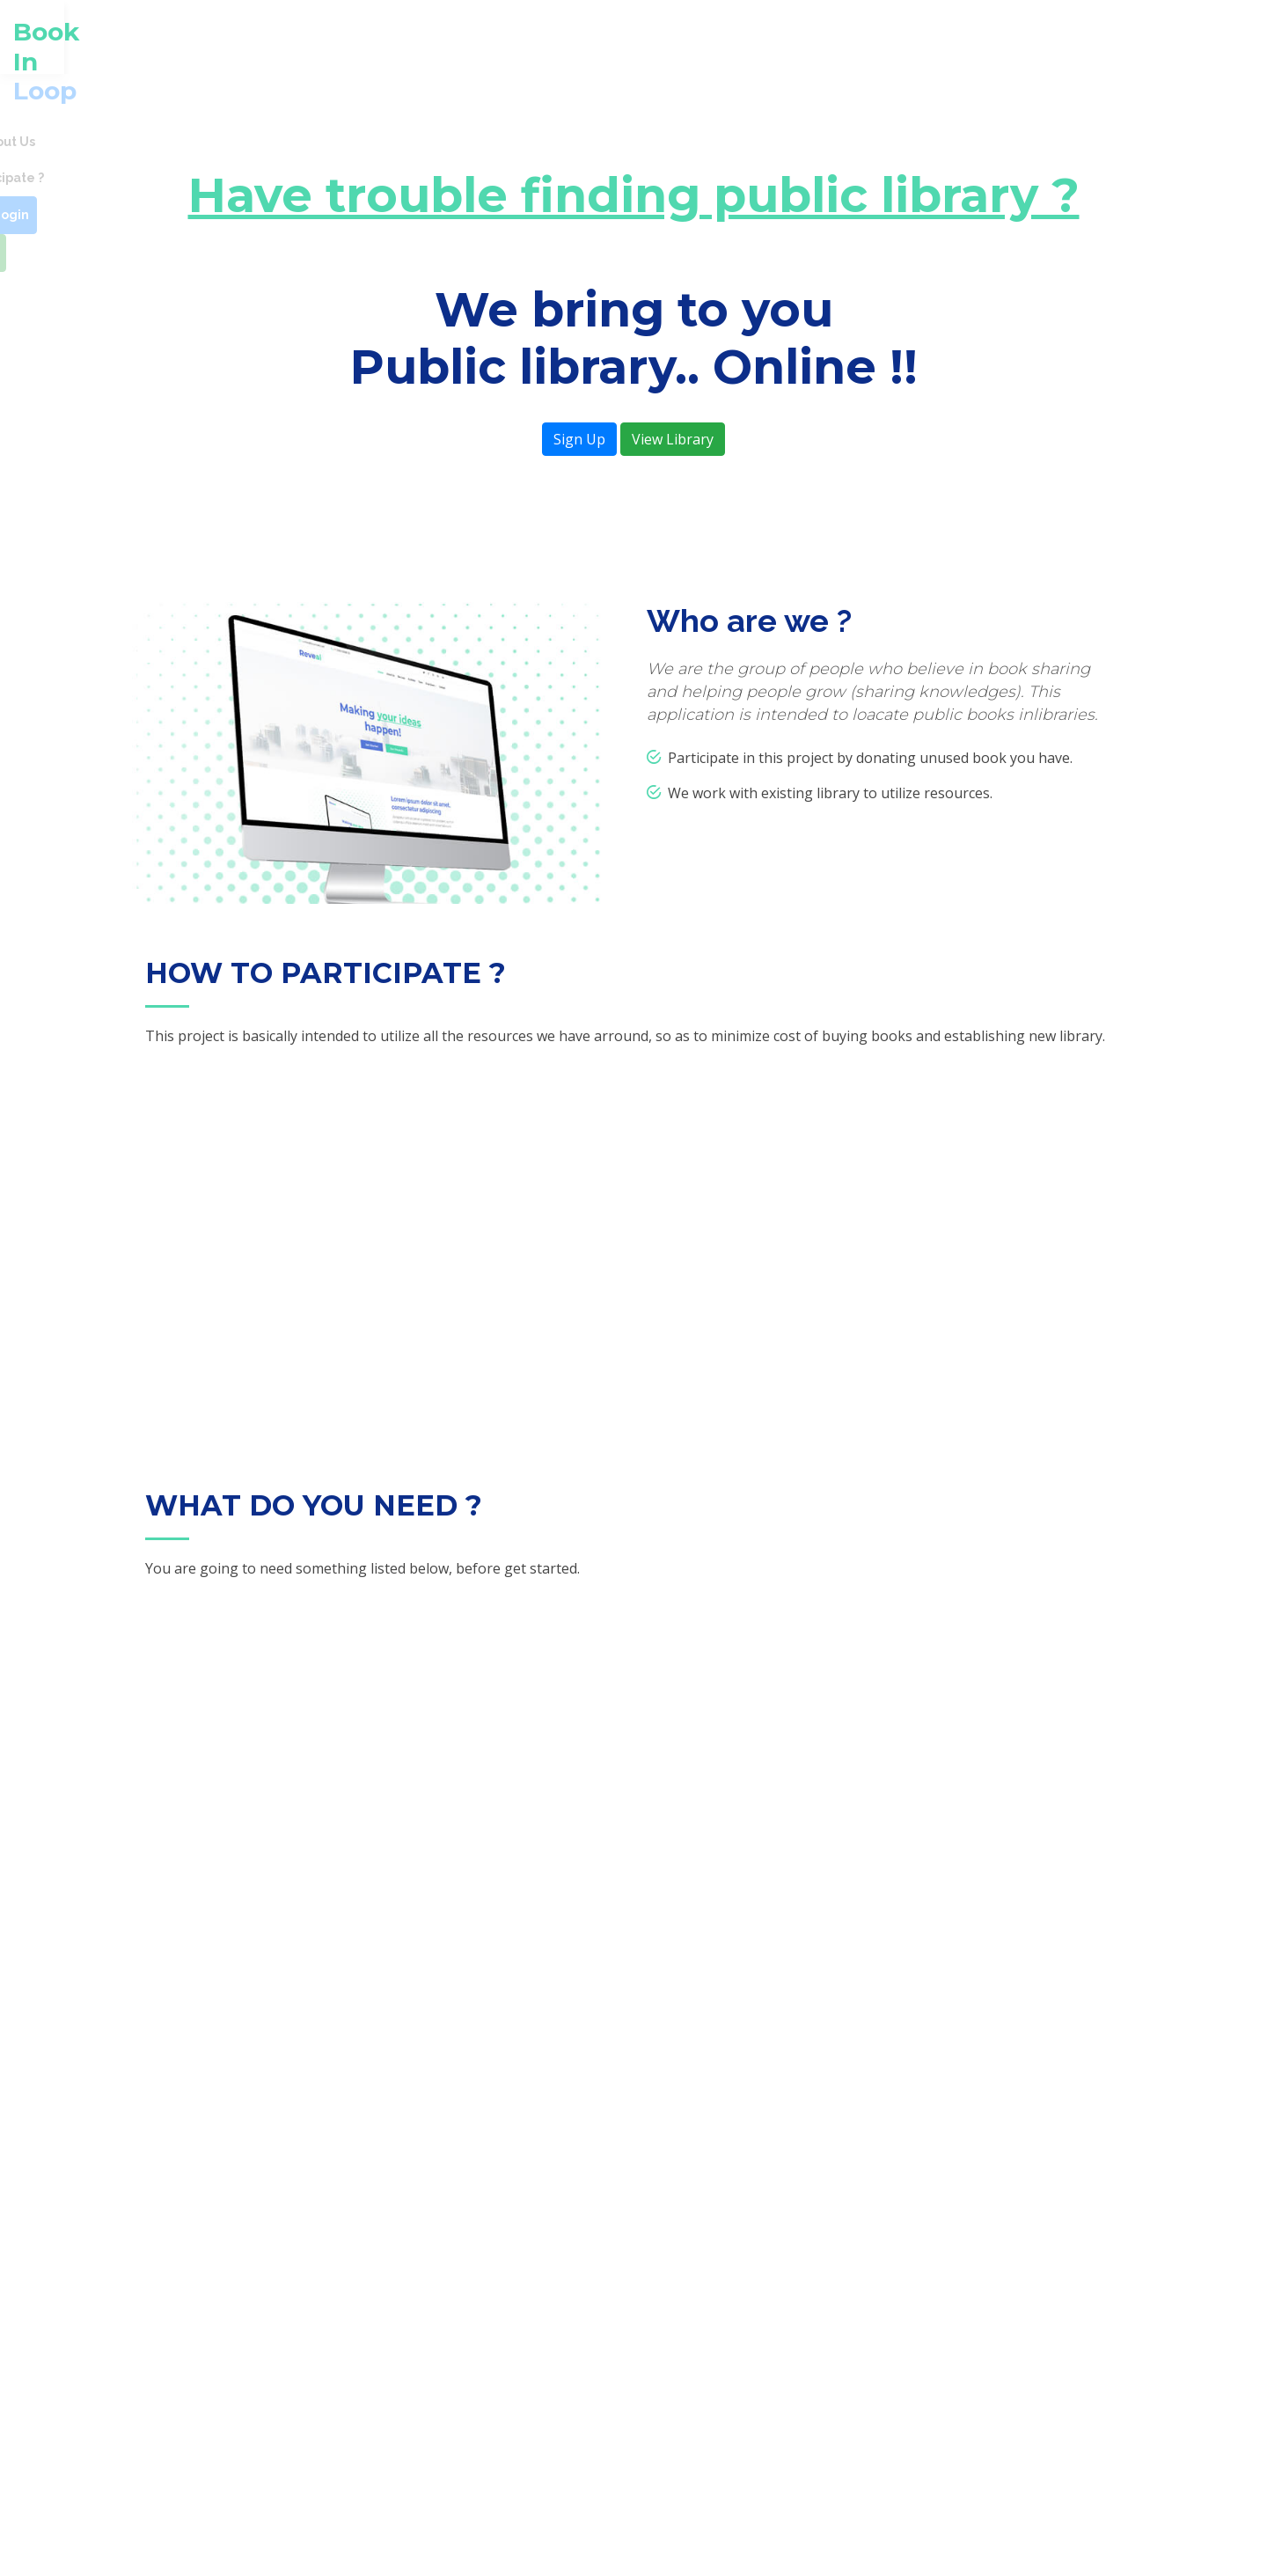 Book
In
Loop
out Us
cipate ?
ogin
Have trouble finding public library ?
We bring to you
Public library.. Online !!
Sign Up
View Library
Reveal
Making your ideas
happen!
Lorem ipsum dolor sit amet,
consectetur adipiscing
Who are we ?
We are the group of people who believe in book sharing
and helping people grow (sharing knowledges). This
application is intended to loacate public books inlibraries.
Participate in this project by donating unused book you have.
We work with existing library to utilize resources.
HOW TO PARTICIPATE ?
This project is basically intended to utilize all the resources we have arround, so as to minimize cost of buying books and establishing new library.
WHAT DO YOU NEED ?
You are going to need something listed below, before get started.